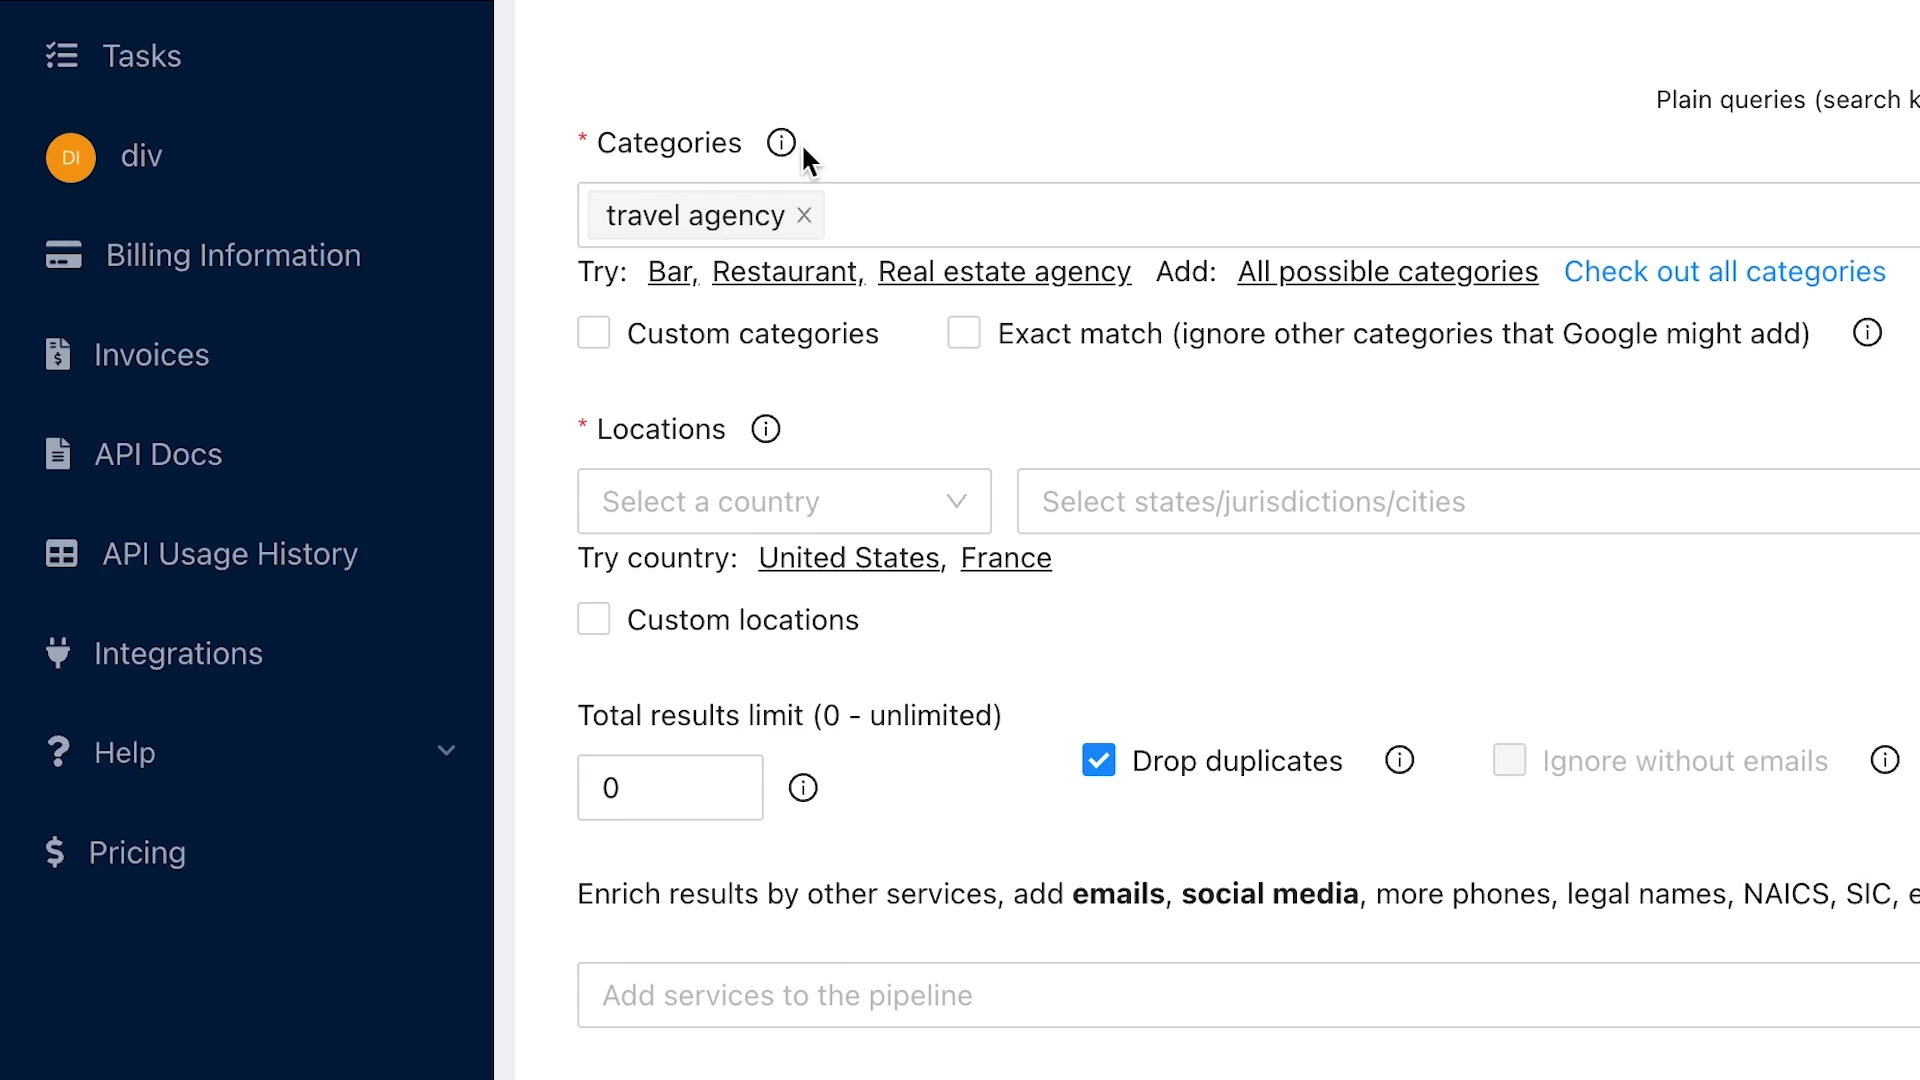 Tasks
DI div
Billing Information
Invoices
API Docs
API Usage History
Integrations
Help
Pricing
Plain queries (search k
* Categories
travel agency
Try: Bar, Restaurant, Real estate agency Add: All possible categories Check out all categories
Custom categories Exact match (ignore other categories that Google might add)
* Locations
Select a country Select states/jurisdictions/cities
Try country: United States, France
Custom locations
Total results limit (0 - unlimited)
Drop duplicates Ignore without emails
0
Enrich results by other services, add emails, social media, more phones, legal names, NAICS, SIC, e
Add services to the pipeline